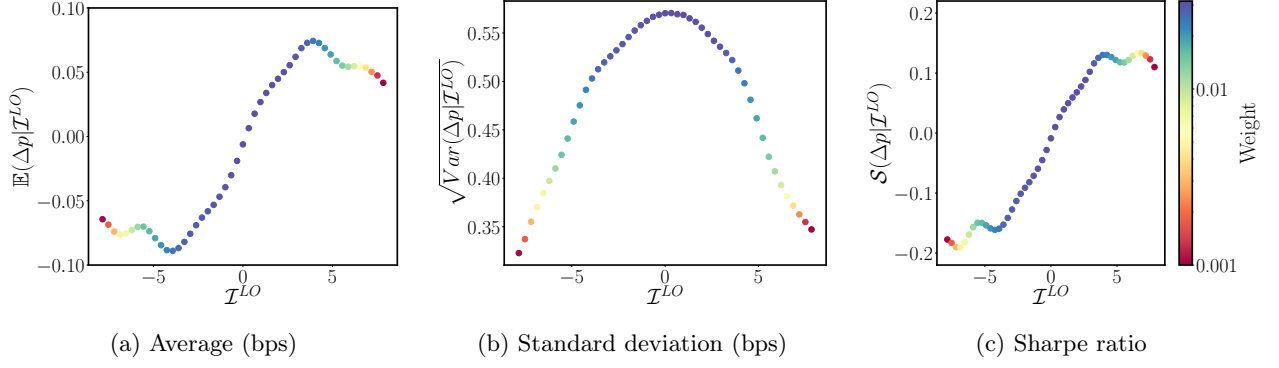 0.10
0.05
0.00
−0.05
−0.10
𝔼(Δp|ℐ^{LO})
−5
0
5
ℐ^{LO}
(a) Average (bps)
0.55
0.50
0.45
0.40
0.35
√Var(Δp|ℐ^{LO})
−5
0
5
ℐ^{LO}
(b) Standard deviation (bps)
0.2
0.1
0.0
−0.1
−0.2
𝒮(Δp|ℐ^{LO})
−5
0
5
ℐ^{LO}
(c) Sharpe ratio
0.01
0.001
Weight